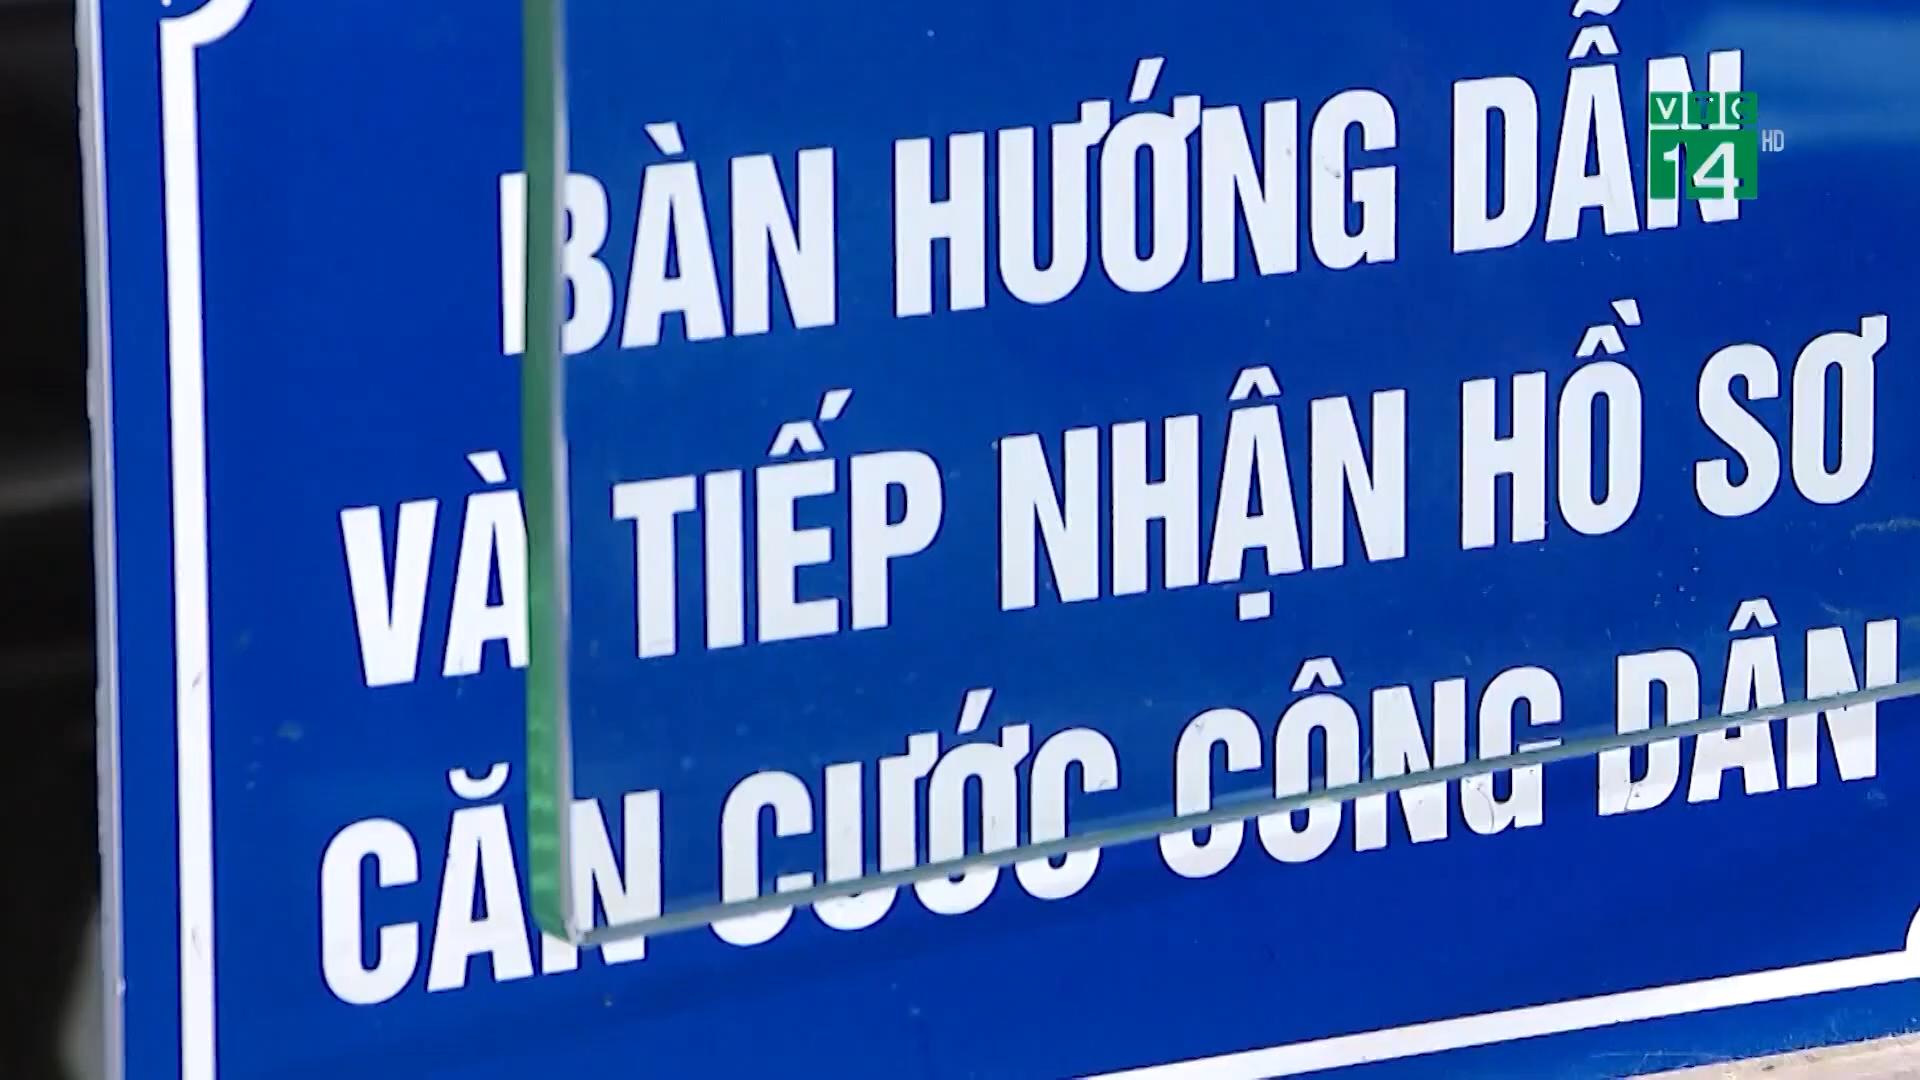 BÀN HƯỚNG DẪN
VTC
14 HD
VÀ TIẾP NHẬN HỒ SƠ
CĂN CƯỚC CÔNG DÂN